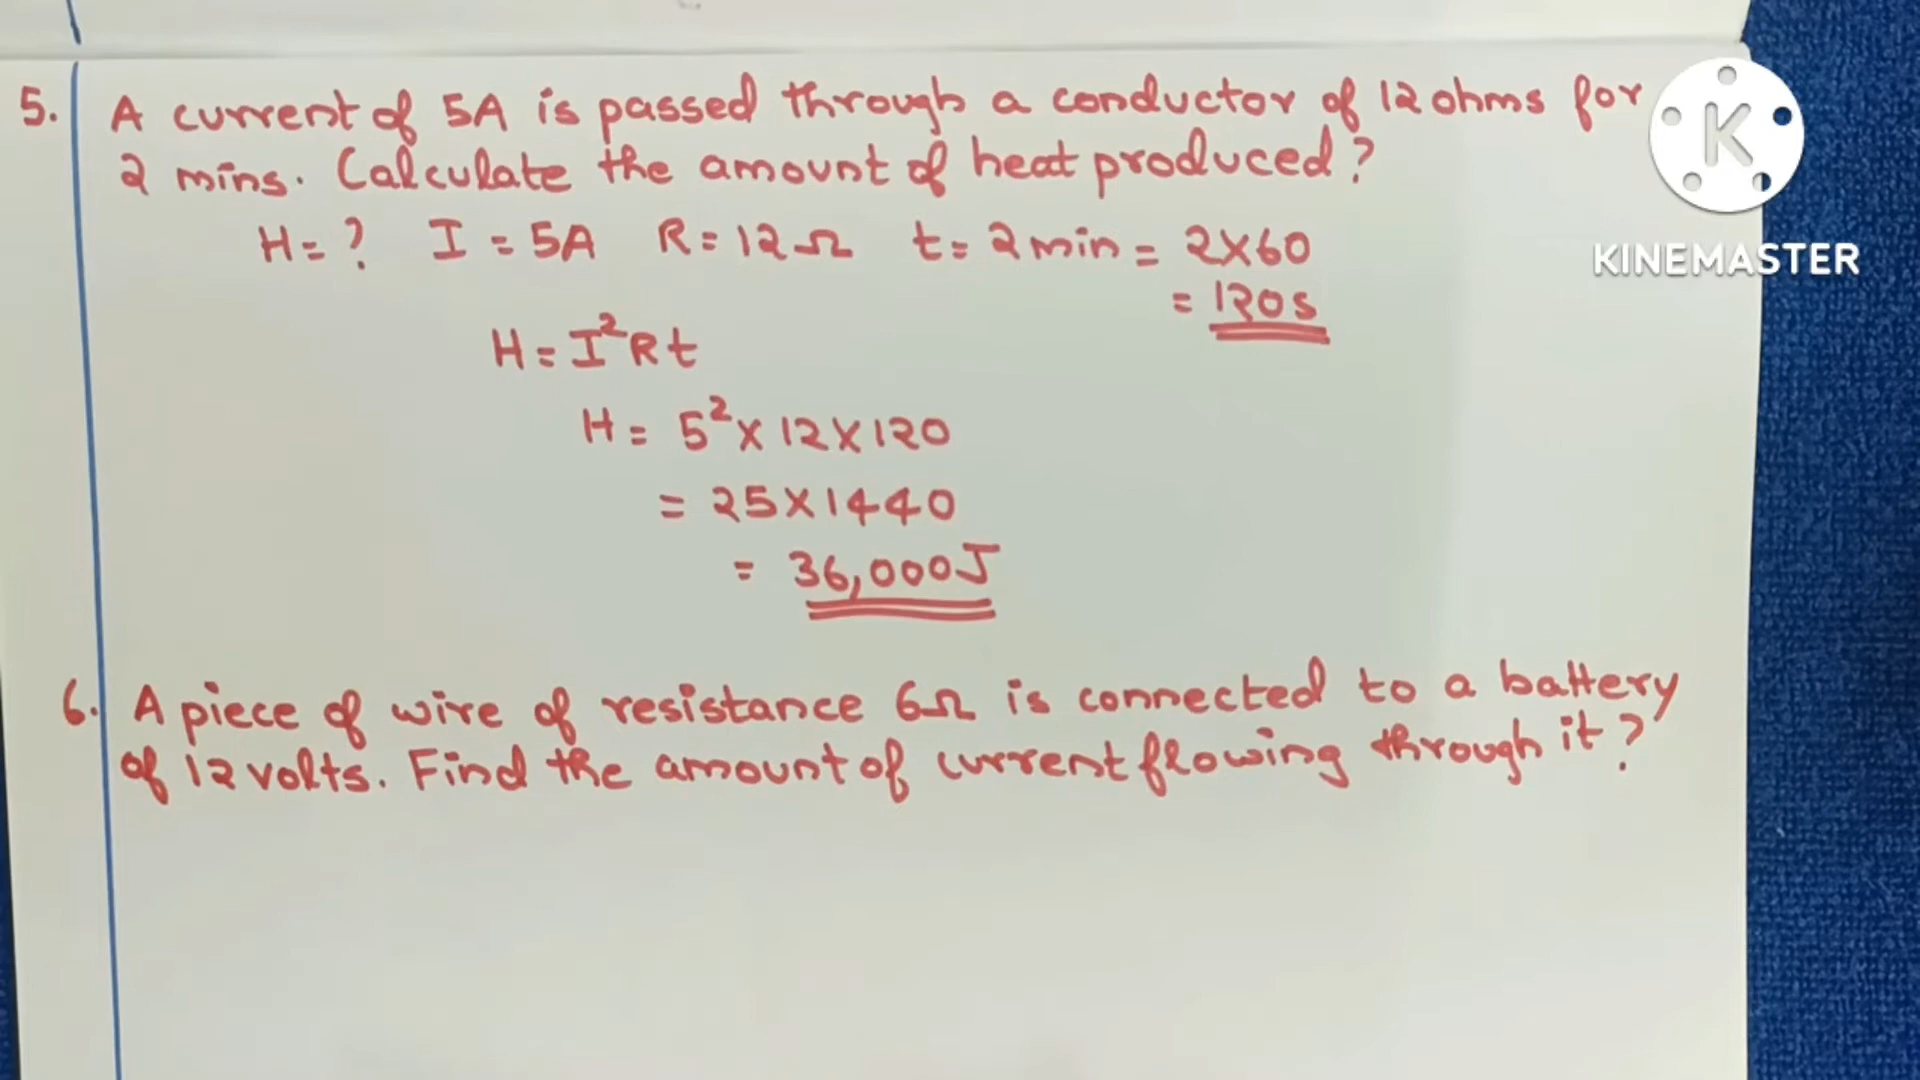 5. A current of 5A is passed through a conductor of 12 ohms for
2 mins. Calculate the amount of heat produced?
H = ? I = 5A R = 12Ω t = 2 min = 2X60
= 120s
H = I²Rt
H = 5² X 12 X 120
= 25 X 1440
= 36,000J
6. A piece of wire of resistance 6Ω is connected to a battery
of 12 volts. Find the amount of current flowing through it?
K
KINEMASTER